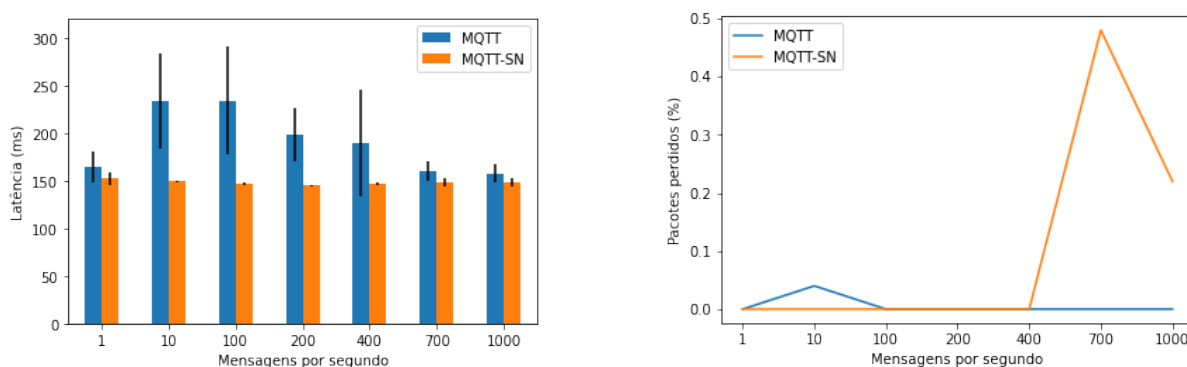 300
250
200
150
100
50
0
Latência (ms)
MQTT
MQTT-SN
1 10 100 200 400 700 1000
Mensagens por segundo
0.5
0.4
0.3
0.2
0.1
0.0
Pacotes perdidos (%)
MQTT
MQTT-SN
1 10 100 200 400 700 1000
Mensagens por segundo